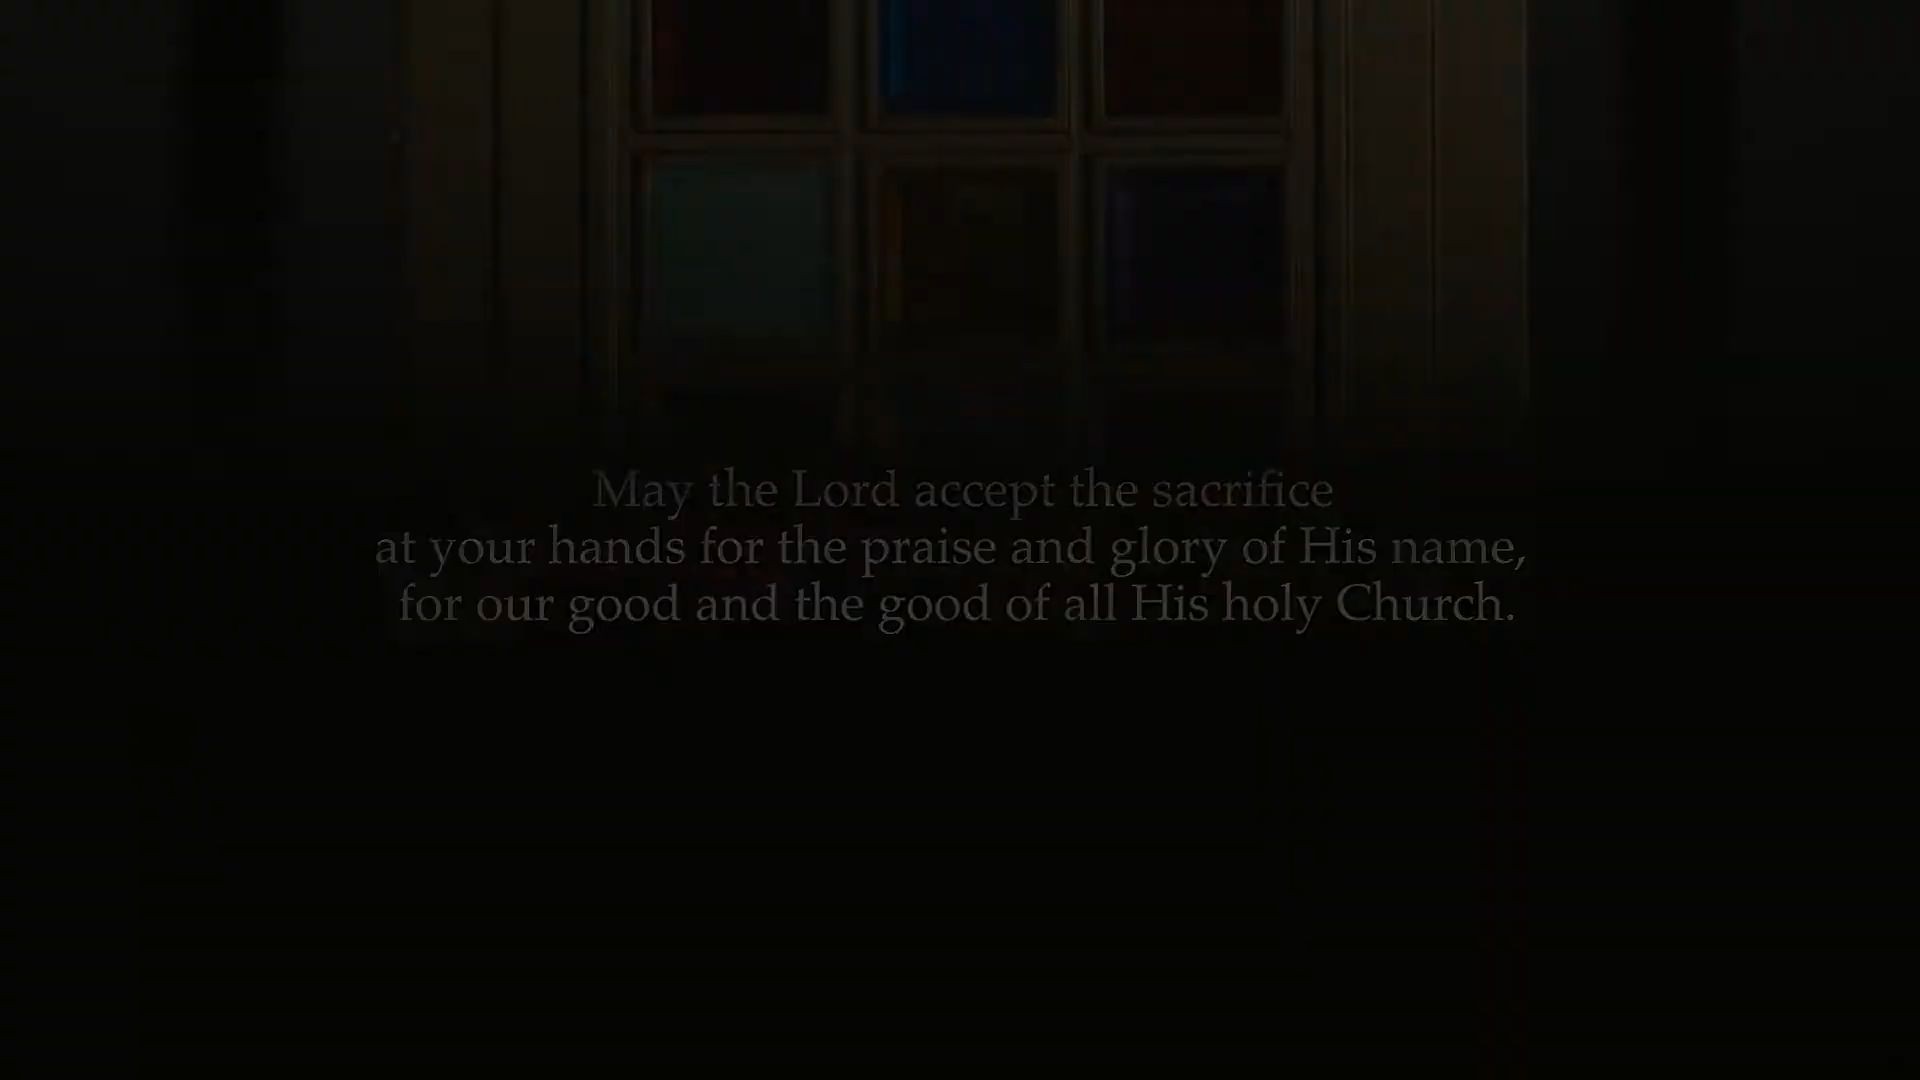 May the Lord accept the sacrifice
at your hands for the praise and glory of His name,
for our good and the good of all His holy Church.